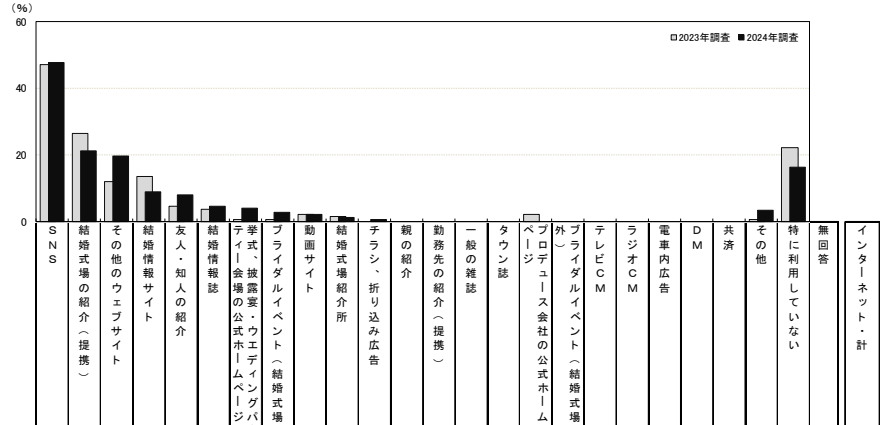 (%)
60
40
20
0
□2023年調査 ■2024年調査
SNS
結婚式場の紹介(提携)
その他のウェブサイト
結婚情報サイト
友人・知人の紹介
結婚情報誌
挙式、披露宴・ウエディングパ
ティー会場の公式ホームページ
ブライダルイベント(結婚式場
動画サイト
結婚式場紹介所
チラシ、折り込み広告
親の紹介
勤務先の紹介(提携)
一般の雑誌
タウン誌
プロデュース会社の公式ホーム
ページ
ブライダルイベント(結婚式場
外)
テレビCM
ラジオCM
電車内広告
DM
共済
その他
特に利用していない
無回答
インターネット・計